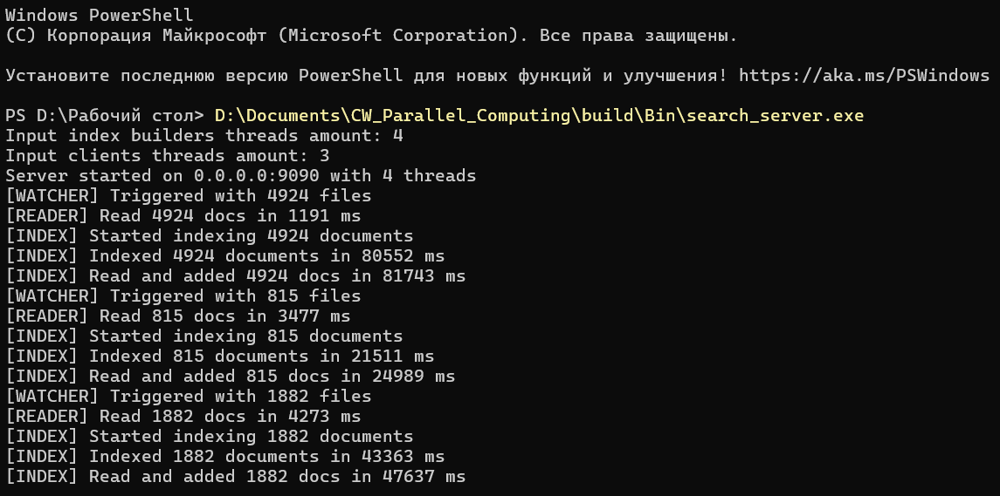 Windows PowerShell
(C) Корпорация Майкрософт (Microsoft Corporation). Все права защищены.
Установите последнюю версию PowerShell для новых функций и улучшения! https://aka.ms/PSWindows
PS D:\Рабочий стол> D:\Documents\CW_Parallel_Computing\build\Bin\search_server.exe
Input index builders threads amount: 4
Input clients threads amount: 3
Server started on 0.0.0.0:9090 with 4 threads
[WATCHER] Triggered with 4924 files
[READER] Read 4924 docs in 1191 ms
[INDEX] Started indexing 4924 documents
[INDEX] Indexed 4924 documents in 80552 ms
[INDEX] Read and added 4924 docs in 81743 ms
[WATCHER] Triggered with 815 files
[READER] Read 815 docs in 3477 ms
[INDEX] Started indexing 815 documents
[INDEX] Indexed 815 documents in 21511 ms
[INDEX] Read and added 815 docs in 24989 ms
[WATCHER] Triggered with 1882 files
[READER] Read 1882 docs in 4273 ms
[INDEX] Started indexing 1882 documents
[INDEX] Indexed 1882 documents in 43363 ms
[INDEX] Read and added 1882 docs in 47637 ms